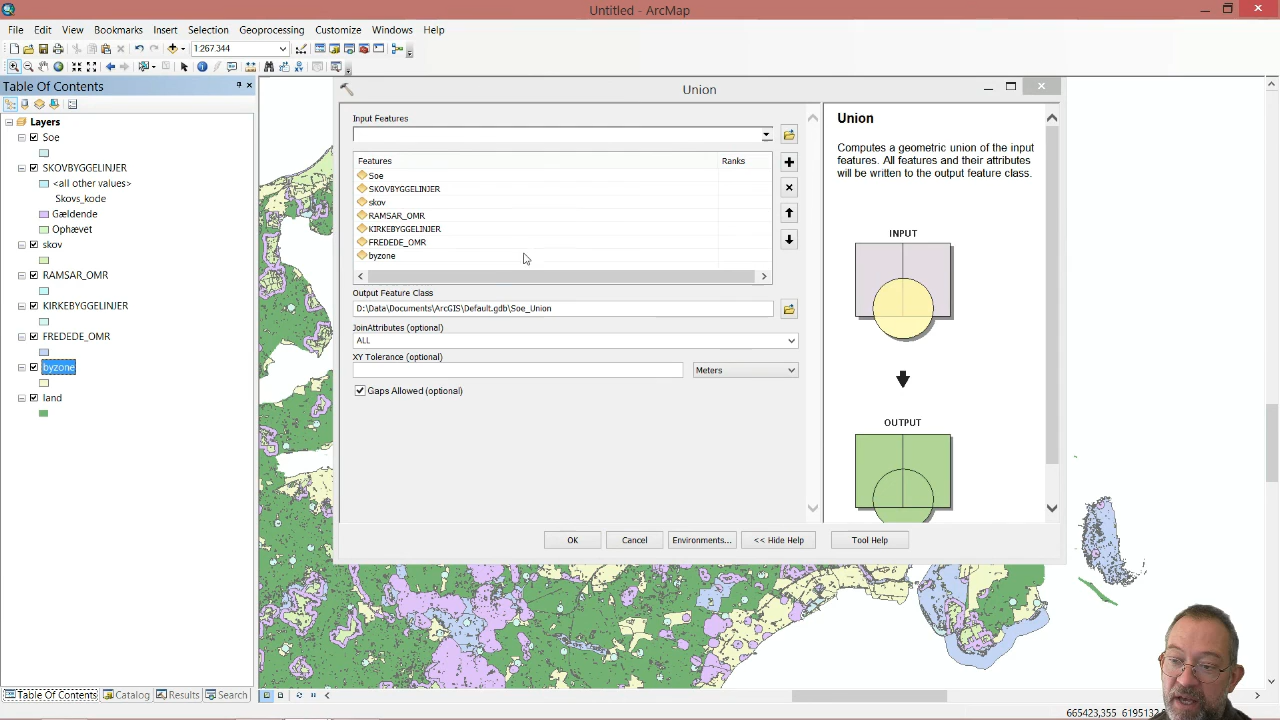 Untitled - ArcMap
File Edit View Bookmarks Insert Selection Geoprocessing Customize Windows Help
1:267.344
Table Of Contents
Layers
Soe
SKOVBYGGELINJER
<all other values>
Skovs_kode
Gældende
Ophævet
skov
RAMSAR_OMR
KIRKEBYGGELINJER
FREDEDE_OMR
byzone
land
Table Of Contents Catalog Results Search
Union
Input Features
Features Ranks
Soe
SKOVBYGGELINJER
skov
RAMSAR_OMR
KIRKEBYGGELINJER
FREDEDE_OMR
byzone
Output Feature Class
D:\Data\Documents\ArcGIS\Default.gdb\Soe_Union
JoinAttributes (optional)
ALL
XY Tolerance (optional)
Meters
Gaps Allowed (optional)
OK Cancel Environments... << Hide Help Tool Help
Union
Computes a geometric union of the input
features. All features and their attributes
will be written to the output feature class.
INPUT
OUTPUT
665423,355 6195132